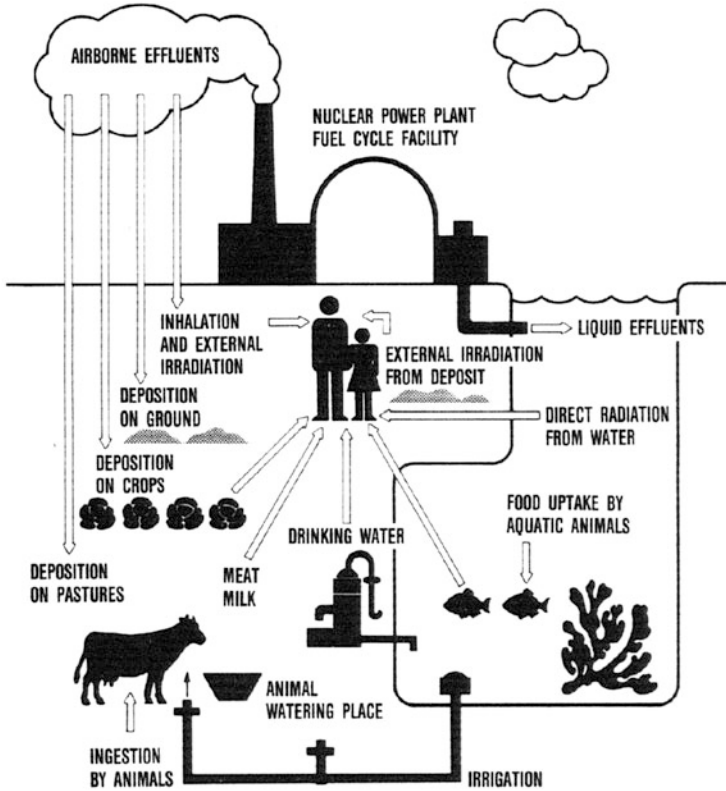 AIRBORNE EFFLUENTS
NUCLEAR POWER PLANT
FUEL CYCLE FACILITY
INHALATION
AND EXTERNAL
IRRADIATION
EXTERNAL IRRADIATION
FROM DEPOSIT
LIQUID EFFLUENTS
DEPOSITION
ON GROUND
DIRECT RADIATION
FROM WATER
DEPOSITION
ON CROPS
FOOD UPTAKE BY
AQUATIC ANIMALS
DRINKING WATER
DEPOSITION
ON PASTURES
MEAT
MILK
ANIMAL
WATERING PLACE
INGESTION
BY ANIMALS
IRRIGATION